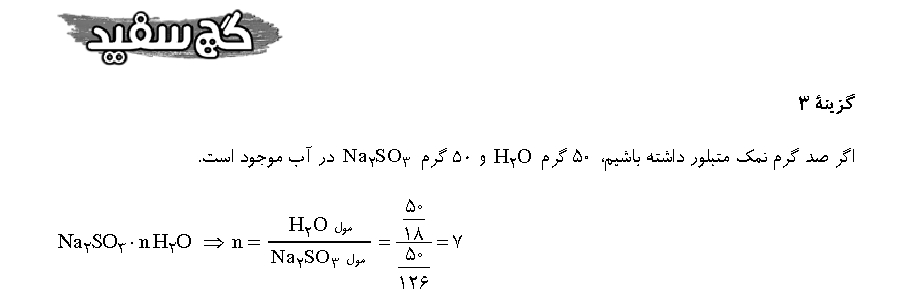 گچ سفید
گزینهٔ ۳
اگر صد گرم نمک متبلور داشته باشیم، ۵۰ گرم H۲O و ۵۰ گرم Na۲SO۳ در آب موجود است.
Na۲SO۳ · nH۲O ⇒ n = (مول H۲O) / (مول Na۲SO۳) = (۵۰/۱۸) / (۵۰/۱۲۶) = ۷